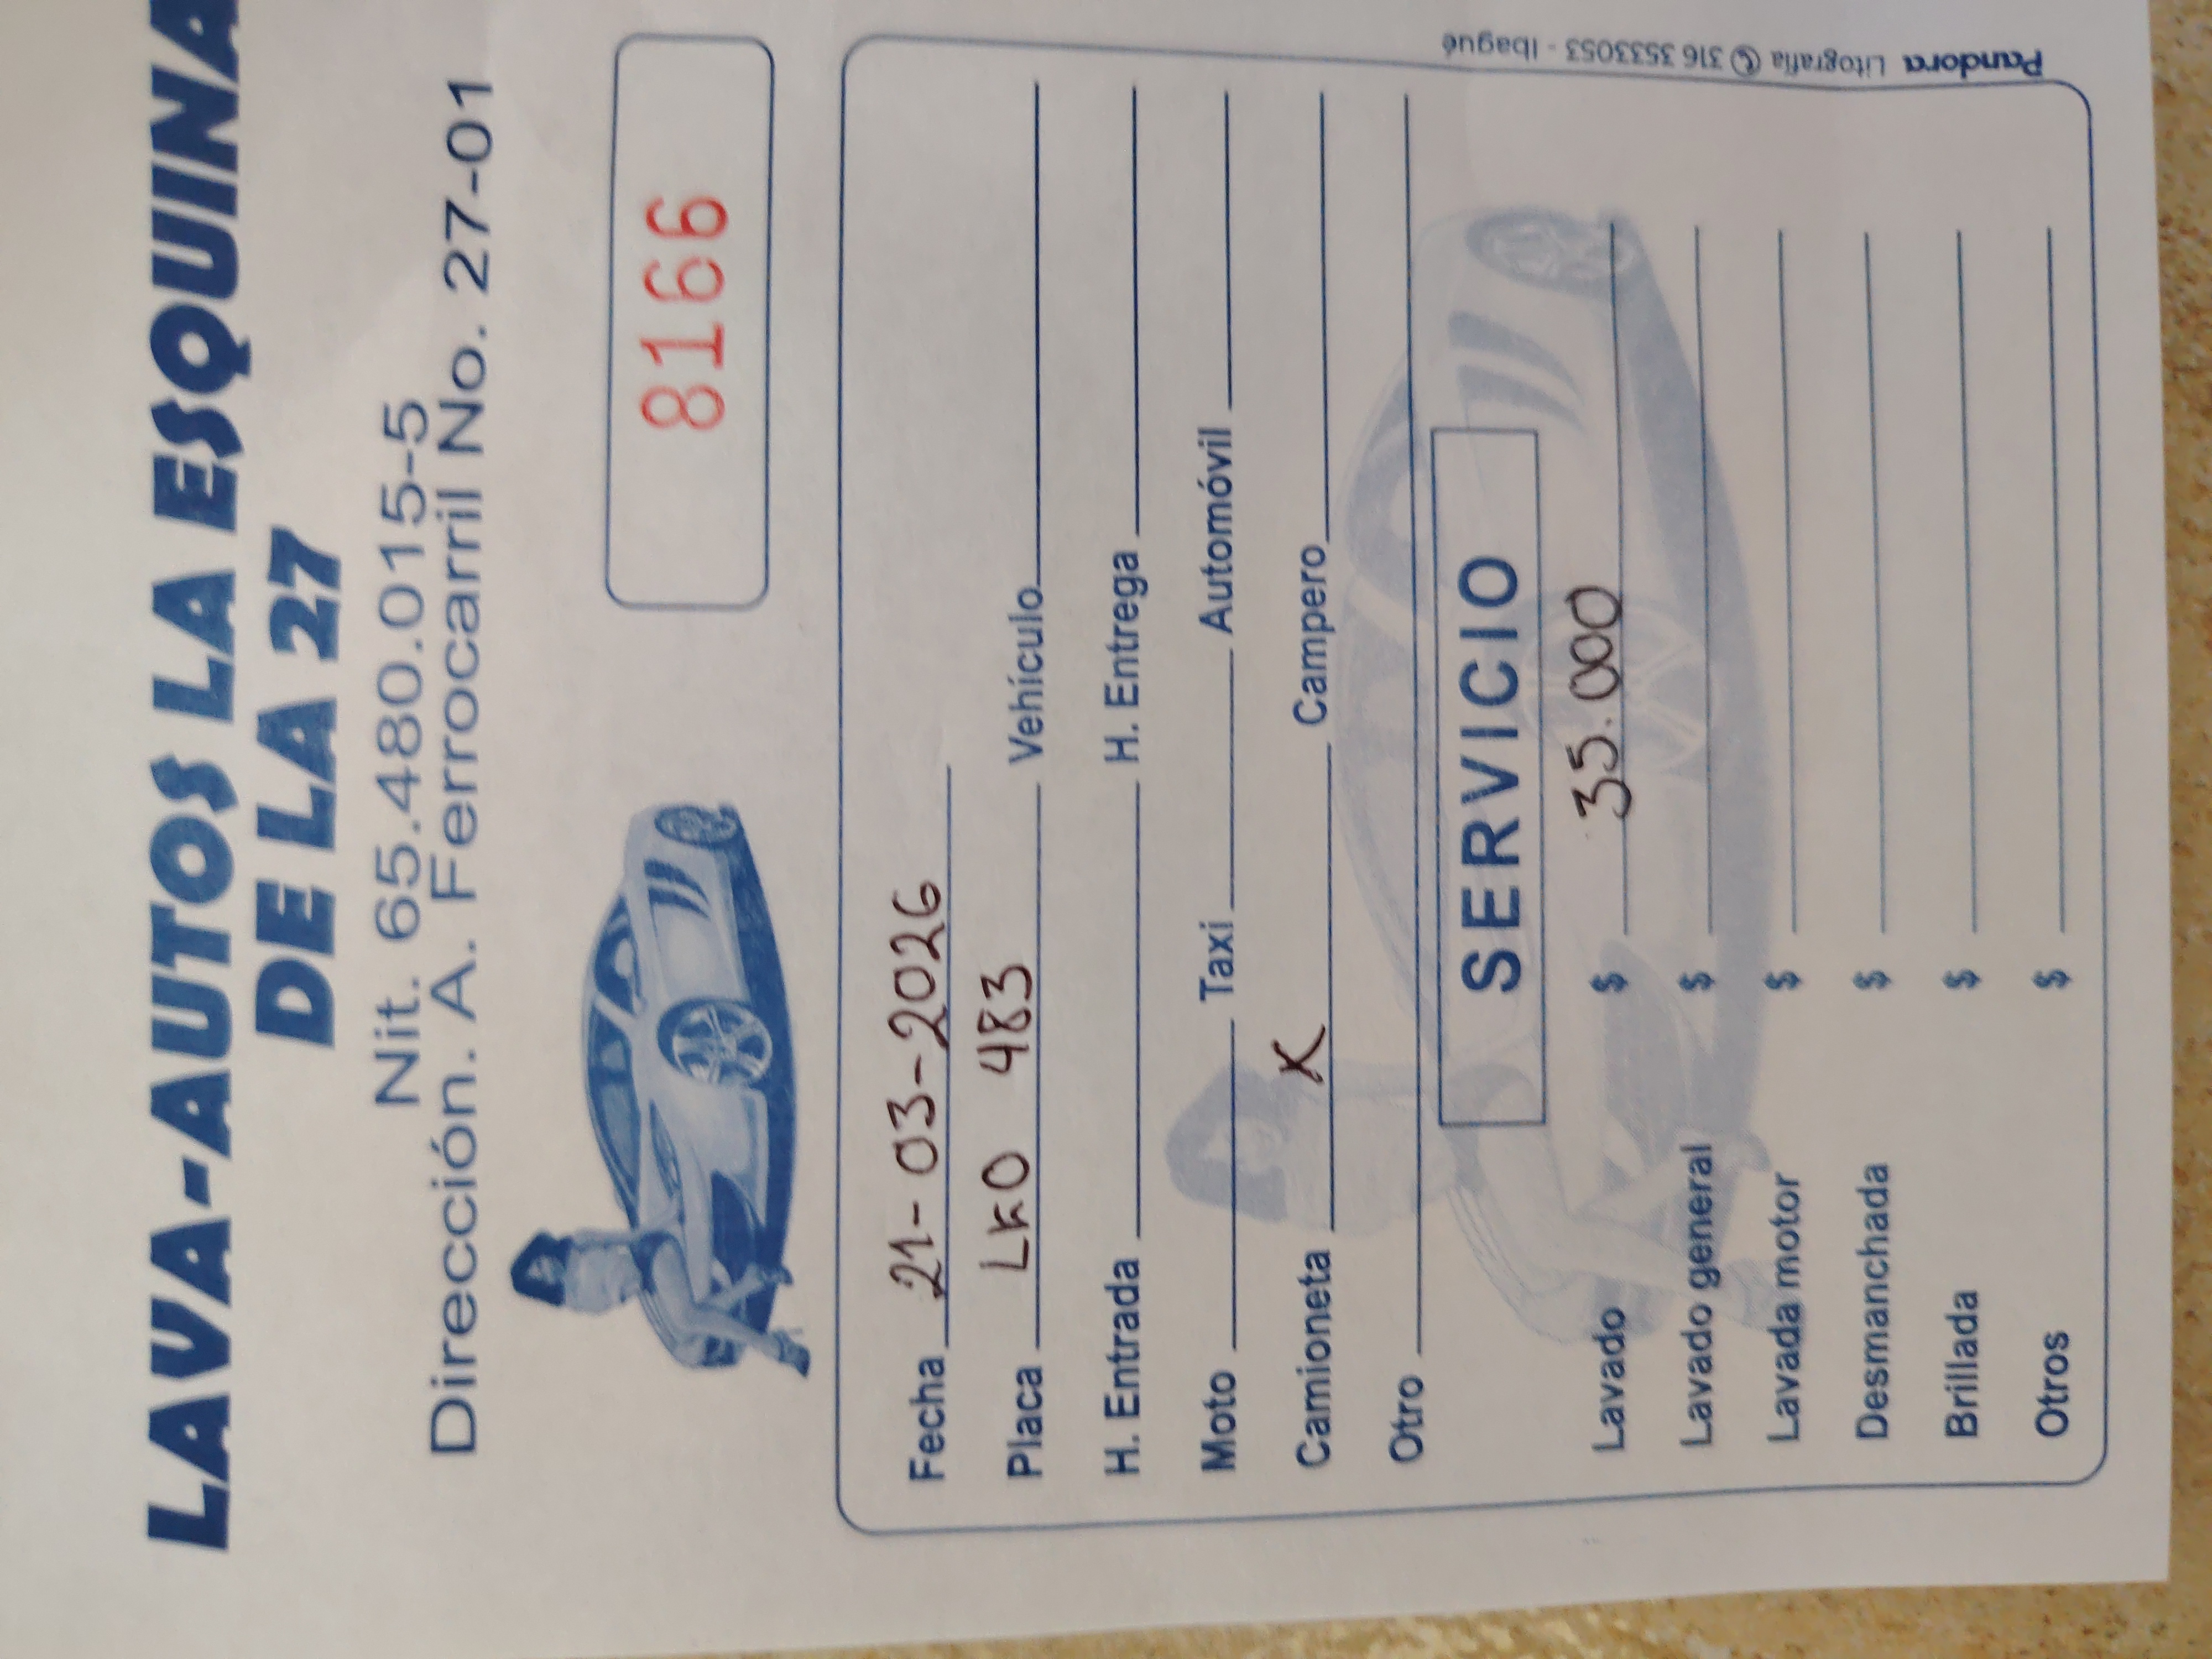 LAVA-AUTOS LA ESQUINA
DE LA 27
Nit. 65.480.015-5
Dirección. A. Ferrocarril No. 27-01
8166
Fecha 21-03-2026
Placa LKO 483 Vehículo
H. Entrada H. Entrega
Moto Taxi Automóvil
Camioneta X Campero
Otro
SERVICIO
Lavado $ 35.000
Lavado general $
Lavada motor $
Desmanchada $
Brillada $
Otros $
Pandora Litografía 316 3533053 - Ibagué